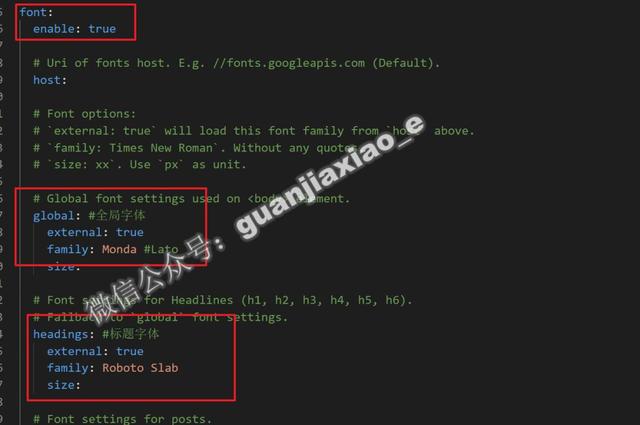 font:
enable: true
# Uri of fonts host. E.g. //fonts.googleapis.com (Default).
host:
# Font options:
# `external: true` will load this font family from `host` above.
# `family: Times New Roman`. Without any quotes.
# `size: xx`. Use `px` as unit.
# Global font settings used on <body> element.
global: #全局字体
external: true
family: Monda #Lato
size:
# Font settings for Headlines (h1, h2, h3, h4, h5, h6).
# Fallback to `global` font settings.
headings: #标题字体
external: true
family: Roboto Slab
size:
# Font settings for posts.
微信公众号：guanjiaxiao_e